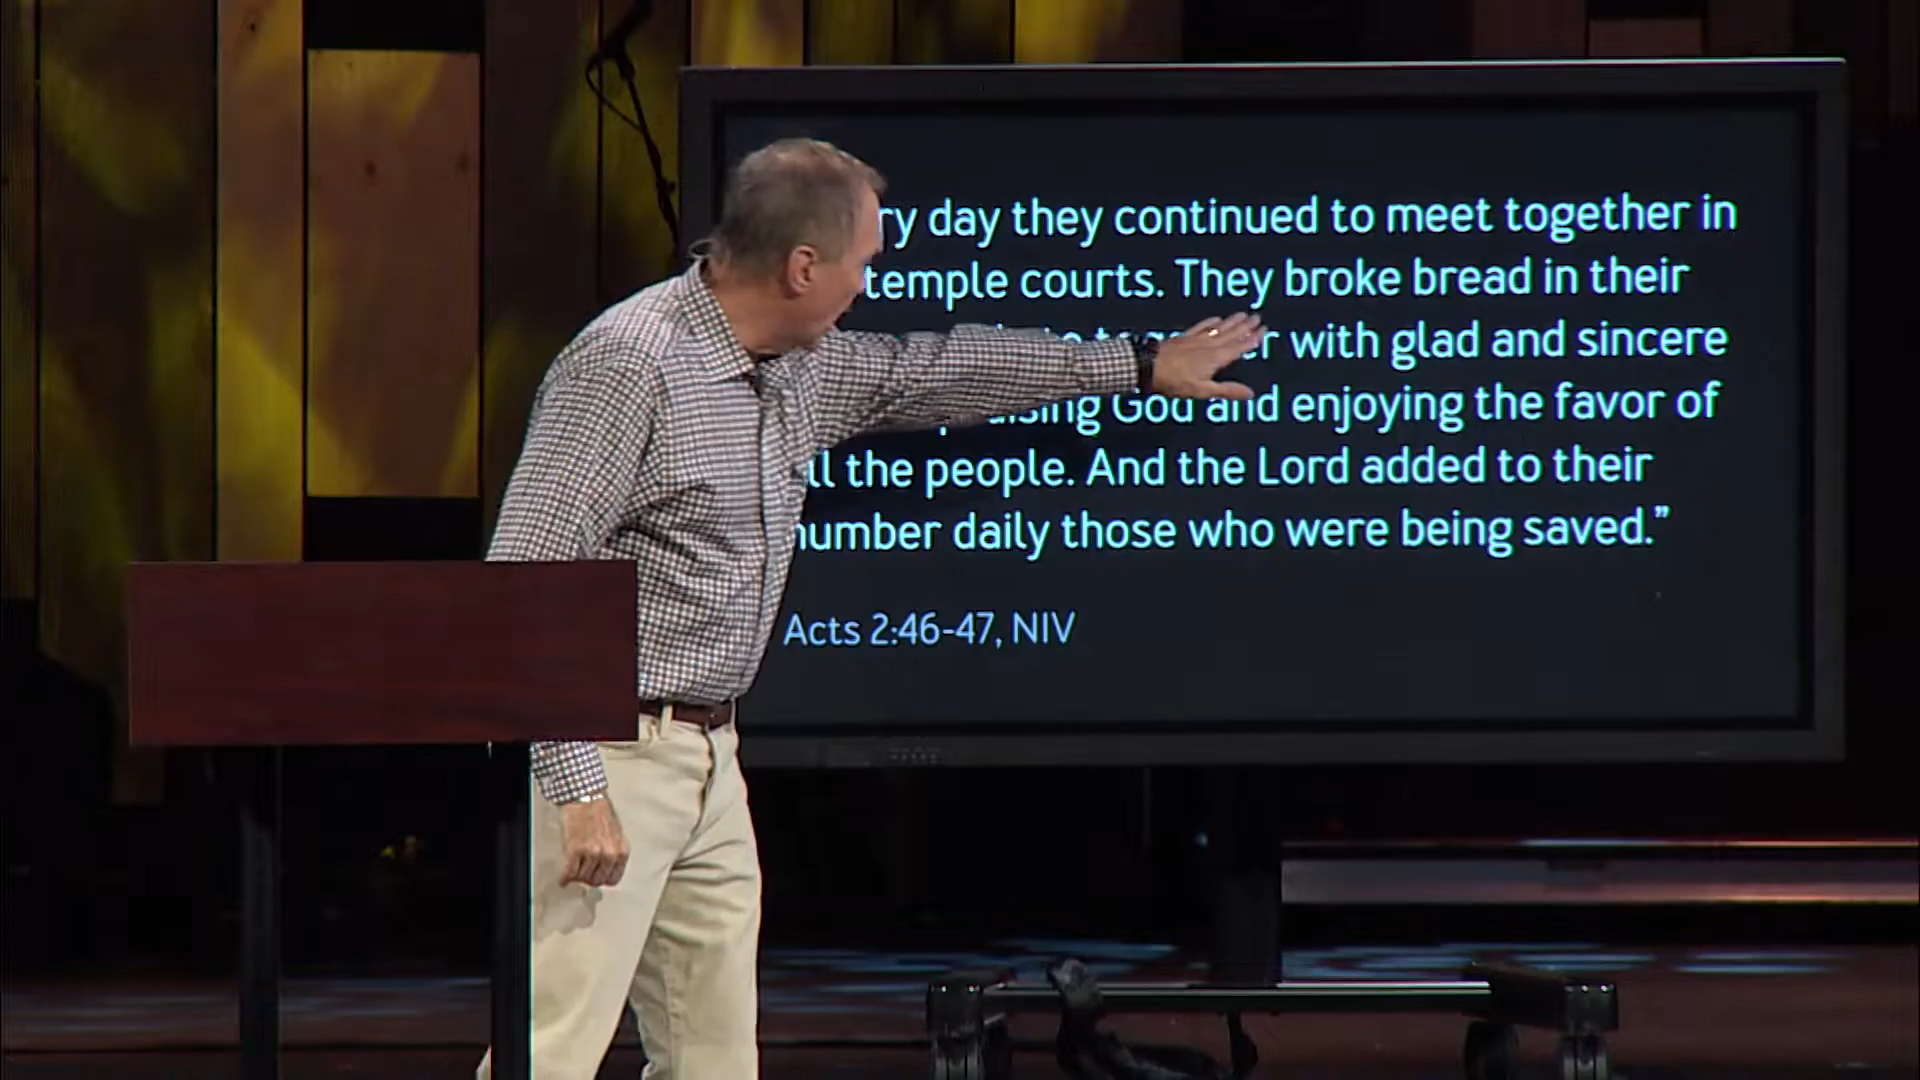 day they continued to meet together in
temple courts. They broke bread in their
with glad and sincere
God and enjoying the favor of
the people. And the Lord added to their
number daily those who were being saved.”
Acts 2:46-47, NIV